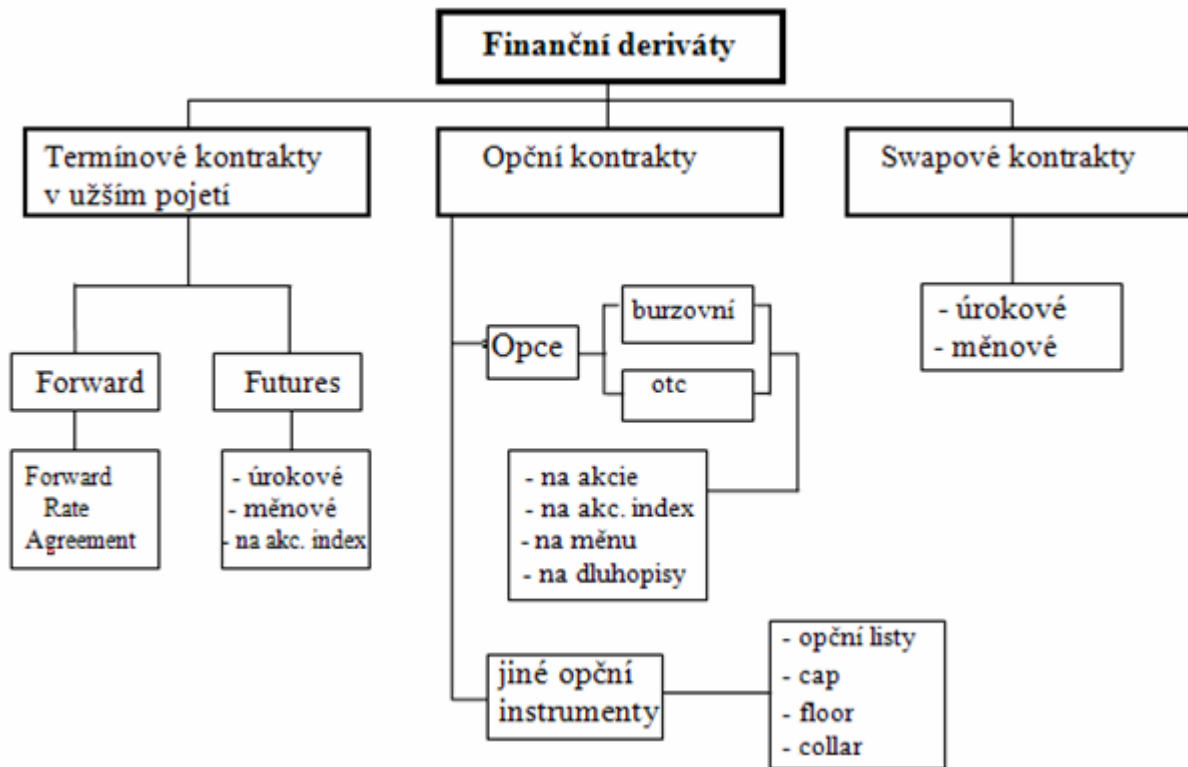 Finanční deriváty
Termínové kontrakty
v užším pojetí
Opční kontrakty
Swapové kontrakty
Forward
Futures
Forward
Rate
Agreement
- úrokové
- měnové
- na akc. index
Opce
burzovní
otc
- na akcie
- na akc. index
- na měnu
- na dluhopisy
jiné opční
instrumenty
- opční listy
- cap
- floor
- collar
- úrokové
- měnové